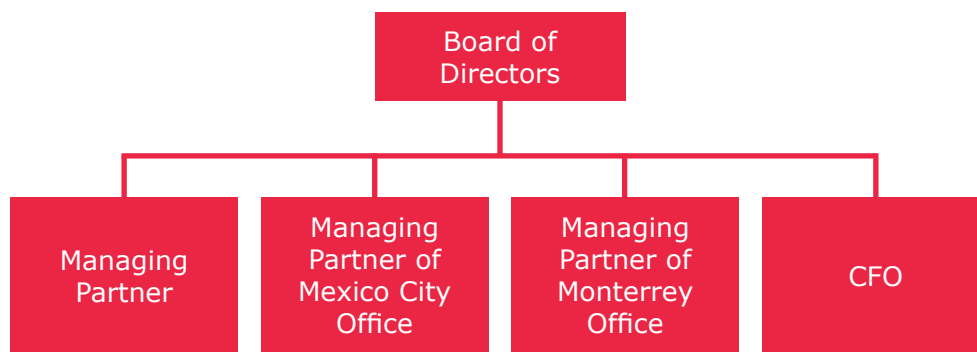 Board of
Directors
Managing
Partner
Managing
Partner of
Mexico City
Office
Managing
Partner of
Monterrey
Office
CFO